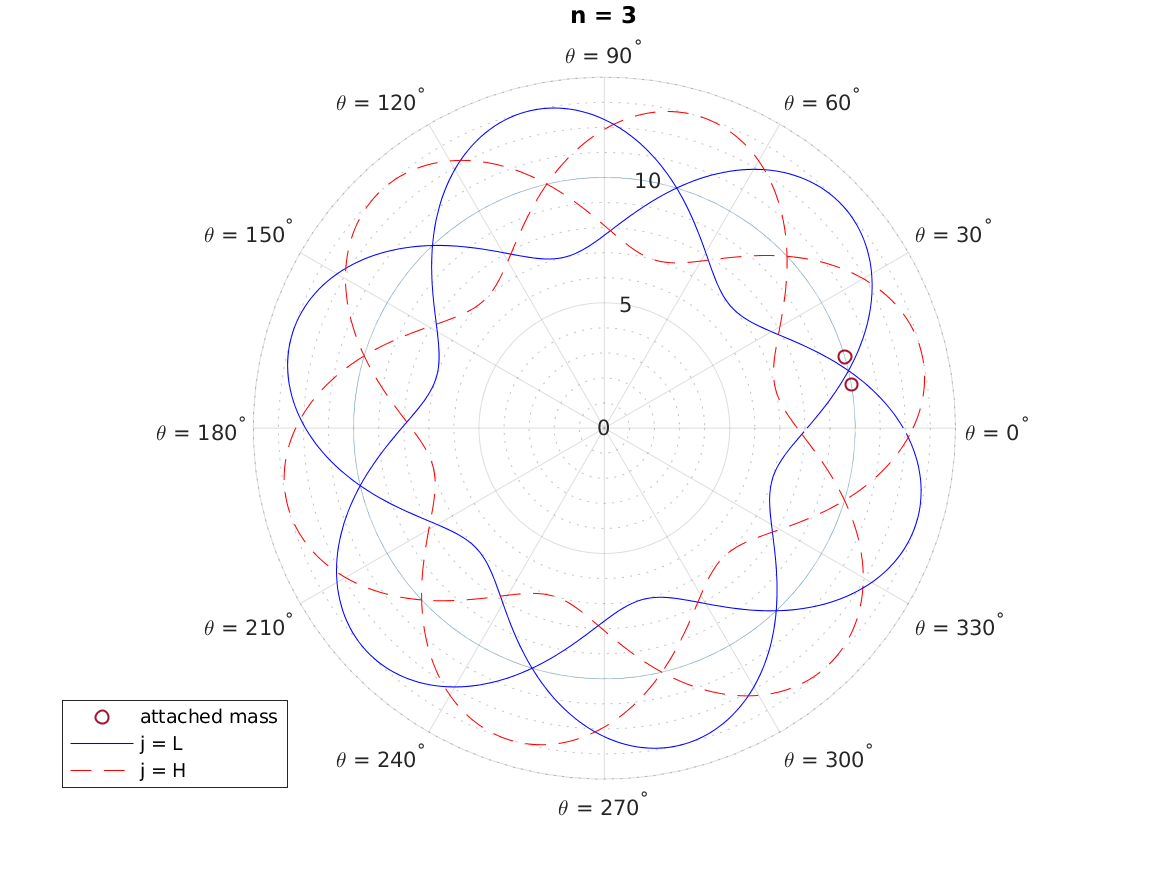 n = 3
θ = 90°
θ = 120°
θ = 60°
10
θ = 150°
θ = 30°
5
θ = 180°
0
θ = 0°
θ = 210°
θ = 330°
attached mass
j = L
j = H
θ = 240°
θ = 300°
θ = 270°